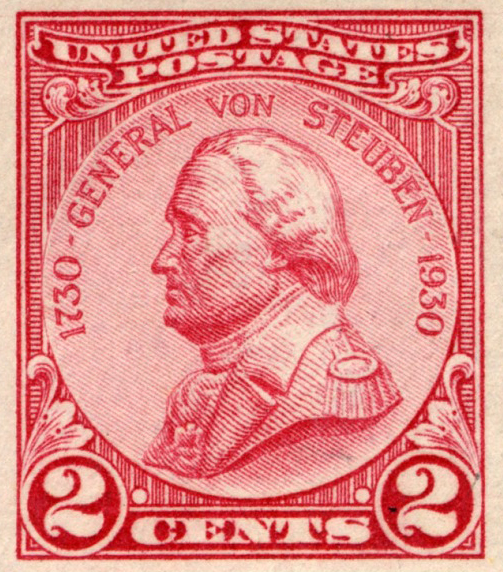 UNITED STATES
POSTAGE
1730 - GENERAL VON STEUBEN - 1930
2 CENTS 2